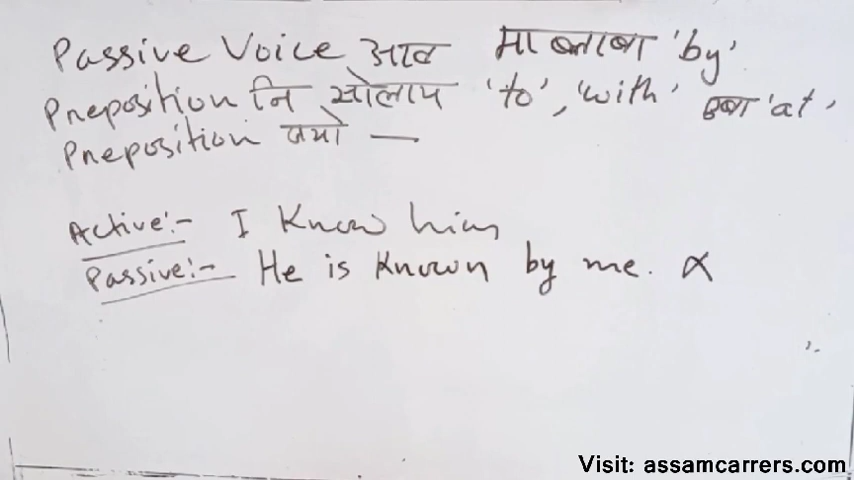 Passive Voice आव माब्लाबा 'by'
Preposition नि सोलाय 'to', 'with' एबा 'at'
Preposition जयो —
Active:- I Know him
Passive:- He is Known by me. ×
Visit: assamcarrers.com